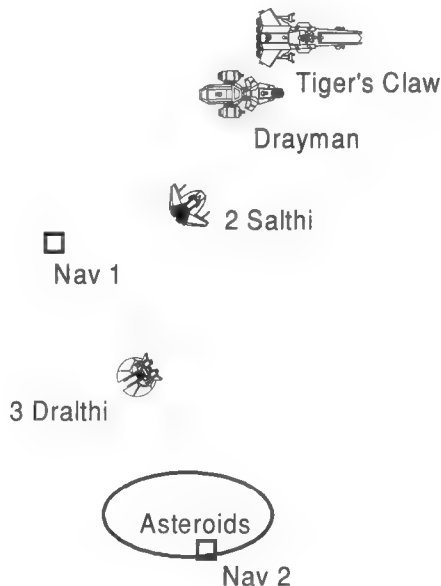 Tiger's Claw
Drayman
2 Salthi
Nav 1
3 Dralthi
Asteroids
Nav 2